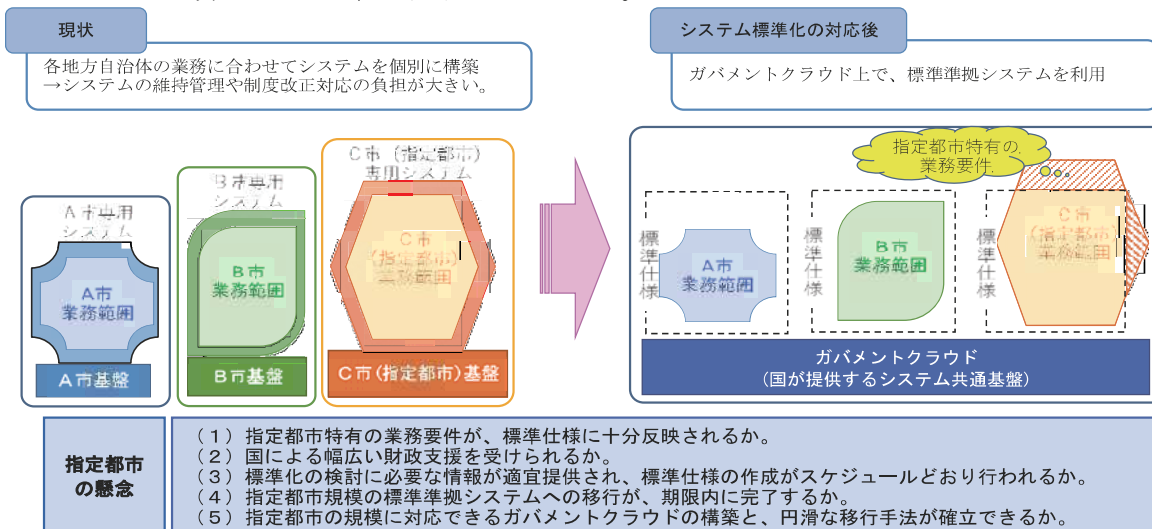 現状
各地方自治体の業務に合わせてシステムを個別に構築
→システムの維持管理や制度改正対応の負担が大きい。
A市専用
システム
A市
業務範囲
A市基盤
B市専用
システム
B市
業務範囲
B市基盤
C市（指定都市）
専用システム
C市
(指定都市)
業務範囲
C市(指定都市)基盤
システム標準化の対応後
ガバメントクラウド上で、標準準拠システムを利用
指定都市特有の
業務要件
標準仕様
A市
業務範囲
標準仕様
B市
業務範囲
標準仕様
C市
(指定都市)
業務範囲
ガバメントクラウド
(国が提供するシステム共通基盤)
指定都市
の懸念
（１）指定都市特有の業務要件が、標準仕様に十分反映されるか。
（２）国による幅広い財政支援を受けられるか。
（３）標準化の検討に必要な情報が適宜提供され、標準仕様の作成がスケジュールどおり行われるか。
（４）指定都市規模の標準準拠システムへの移行が、期限内に完了するか。
（５）指定都市の規模に対応できるガバメントクラウドの構築と、円滑な移行手法が確立できるか。